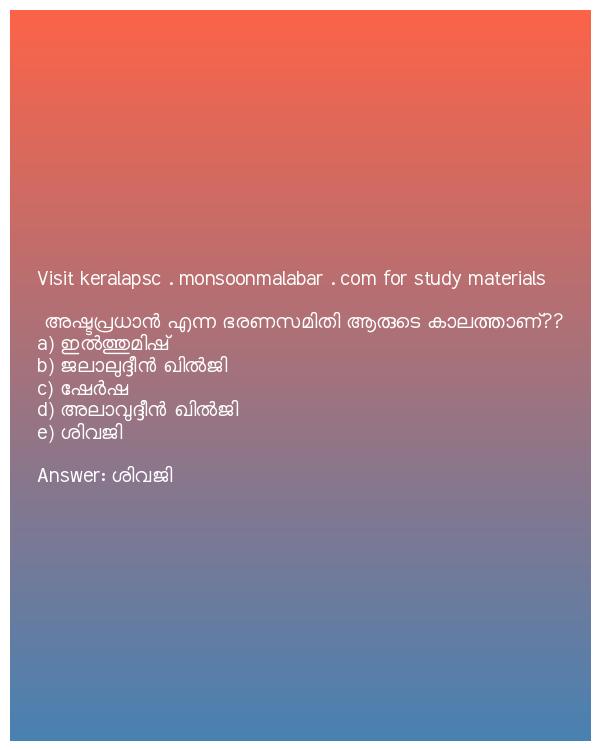 Visit keralapsc . monsoonmalabar . com for study materials
അഷ്ടപ്രധാൻ എന്ന ഭരണസമിതി ആരുടെ കാലത്താണ്??
a) ഇൽത്തുമിഷ്
b) ജലാലുദ്ദീൻ ഖിൽജി
c) ഷേർഷ
d) അലാവുദ്ദീൻ ഖിൽജി
e) ശിവജി
Answer: ശിവജി